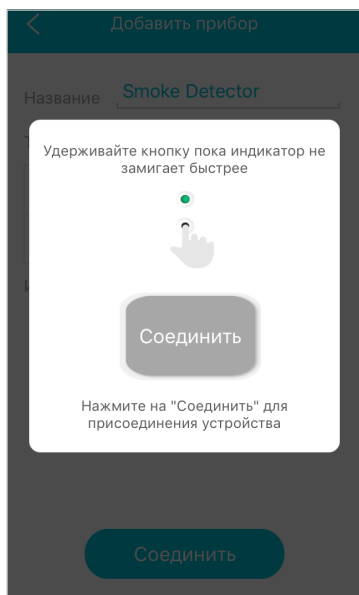 Добавить прибор
Название Smoke Detector
Удерживайте кнопку пока индикатор не
замигает быстрее
Соединить
Нажмите на "Соединить" для
присоединения устройства
Соединить